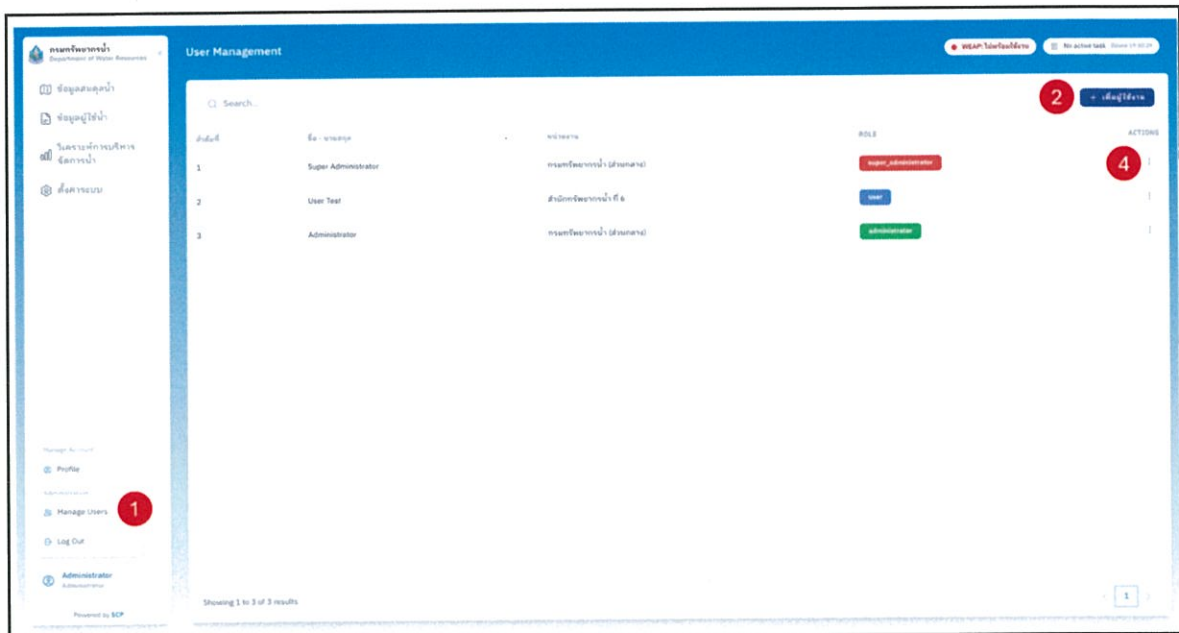 กรมทรัพยากรน้ำ
Department of Water Resources
ข้อมูลสมดุลน้ำ
ข้อมูลผู้ใช้น้ำ
วิเคราะห์การบริหาร
จัดการน้ำ
ตั้งค่าระบบ
Manage Account
Profile
Administration
Manage Users
1
Log Out
Administrator
Administrator
Powered by SCP
User Management
WEAP: ไม่พร้อมใช้งาน
No active task
Search...
2
+ เพิ่มผู้ใช้งาน
ลำดับที่ ชื่อ - นามสกุล หน่วยงาน ROLE ACTIONS
1 Super Administrator กรมทรัพยากรน้ำ (ส่วนกลาง) super_administrator 4
2 User Test สำนักทรัพยากรน้ำ ที่ 6 user
3 Administrator กรมทรัพยากรน้ำ (ส่วนกลาง) administrator
Showing 1 to 3 of 3 results
1